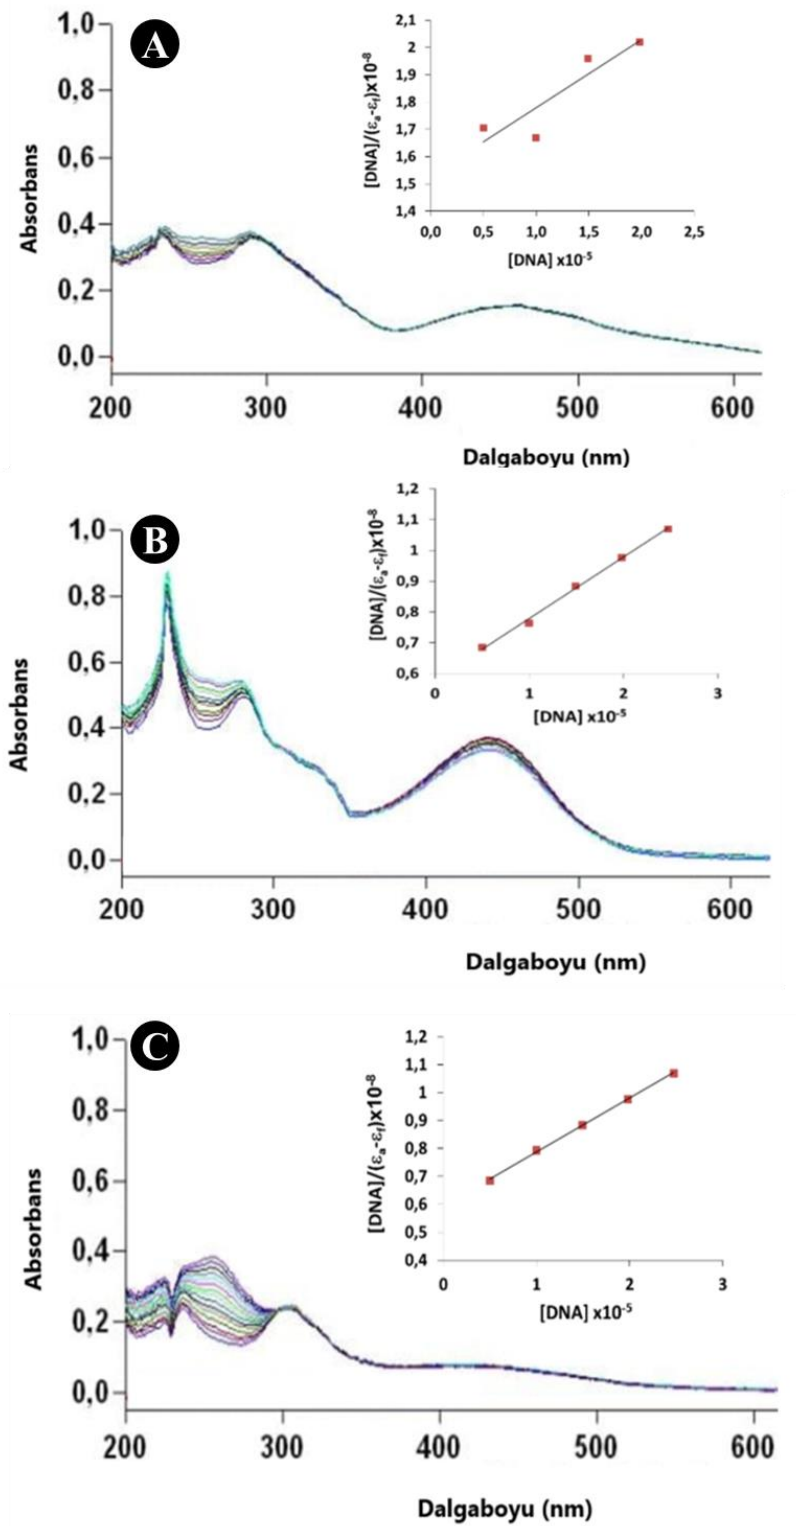 A
1,0
0,8
0,6
0,4
0,2
0,0
Absorbans
200 300 400 500 600
Dalgaboyu (nm)
2,1
2
1,9
1,8
1,7
1,6
1,5
1,4
[DNA]/(εa-εf)x10-8
0,0 0,5 1,0 1,5 2,0 2,5
[DNA] x10-5
B
1,0
0,8
0,6
0,4
0,2
0,0
Absorbans
200 300 400 500 600
Dalgaboyu (nm)
1,2
1,1
1
0,9
0,8
0,7
0,6
[DNA]/(εa-εf)x10-8
0 1 2 3
[DNA] x10-5
C
1,0
0,8
0,6
0,4
0,2
0,0
Absorbans
200 300 400 500 600
Dalgaboyu (nm)
1,2
1,1
1
0,9
0,8
0,7
0,6
0,5
0,4
[DNA]/(εa-εf)x10-8
0 1 2 3
[DNA] x10-5